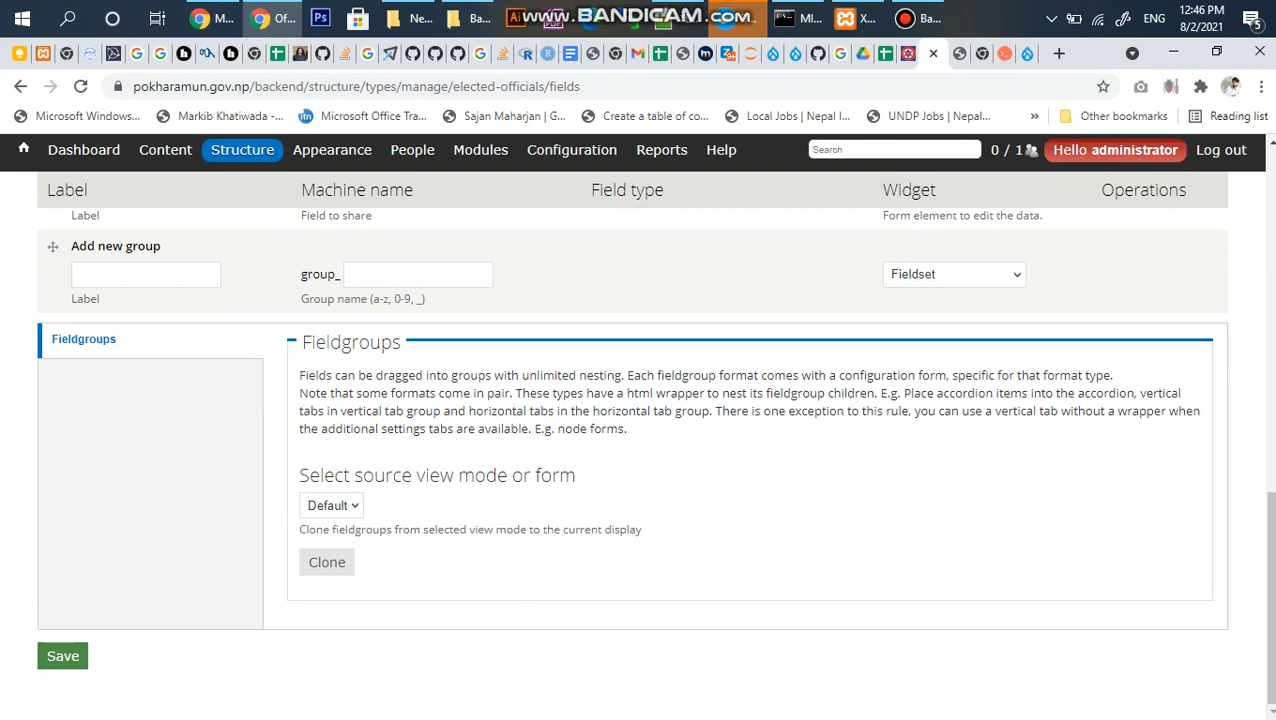 M...
Of...
Ne...
Ba...
www.BANDICAM.com
MI...
X...
Ba...
ENG
12:46 PM
8/2/2021
pokharamun.gov.np/backend/structure/types/manage/elected-officials/fields
Microsoft Windows...
Markib Khatiwada -...
Microsoft Office Tra...
Sajan Maharjan | G...
Create a table of co...
Local Jobs | Nepal I...
UNDP Jobs | Nepal...
»
Other bookmarks
Reading list
Dashboard
Content
Structure
Appearance
People
Modules
Configuration
Reports
Help
Search
0 / 1
Hello administrator
Log out
Label
Machine name
Field type
Widget
Operations
Label
Field to share
Form element to edit the data.
Add new group
group_
Fieldset
Label
Group name (a-z, 0-9, _)
Fieldgroups
Fieldgroups
Fields can be dragged into groups with unlimited nesting. Each fieldgroup format comes with a configuration form, specific for that format type.
Note that some formats come in pair. These types have a html wrapper to nest its fieldgroup children. E.g. Place accordion items into the accordion, vertical
tabs in vertical tab group and horizontal tabs in the horizontal tab group. There is one exception to this rule, you can use a vertical tab without a wrapper when
the additional settings tabs are available. E.g. node forms.
Select source view mode or form
Default
Clone fieldgroups from selected view mode to the current display
Clone
Save